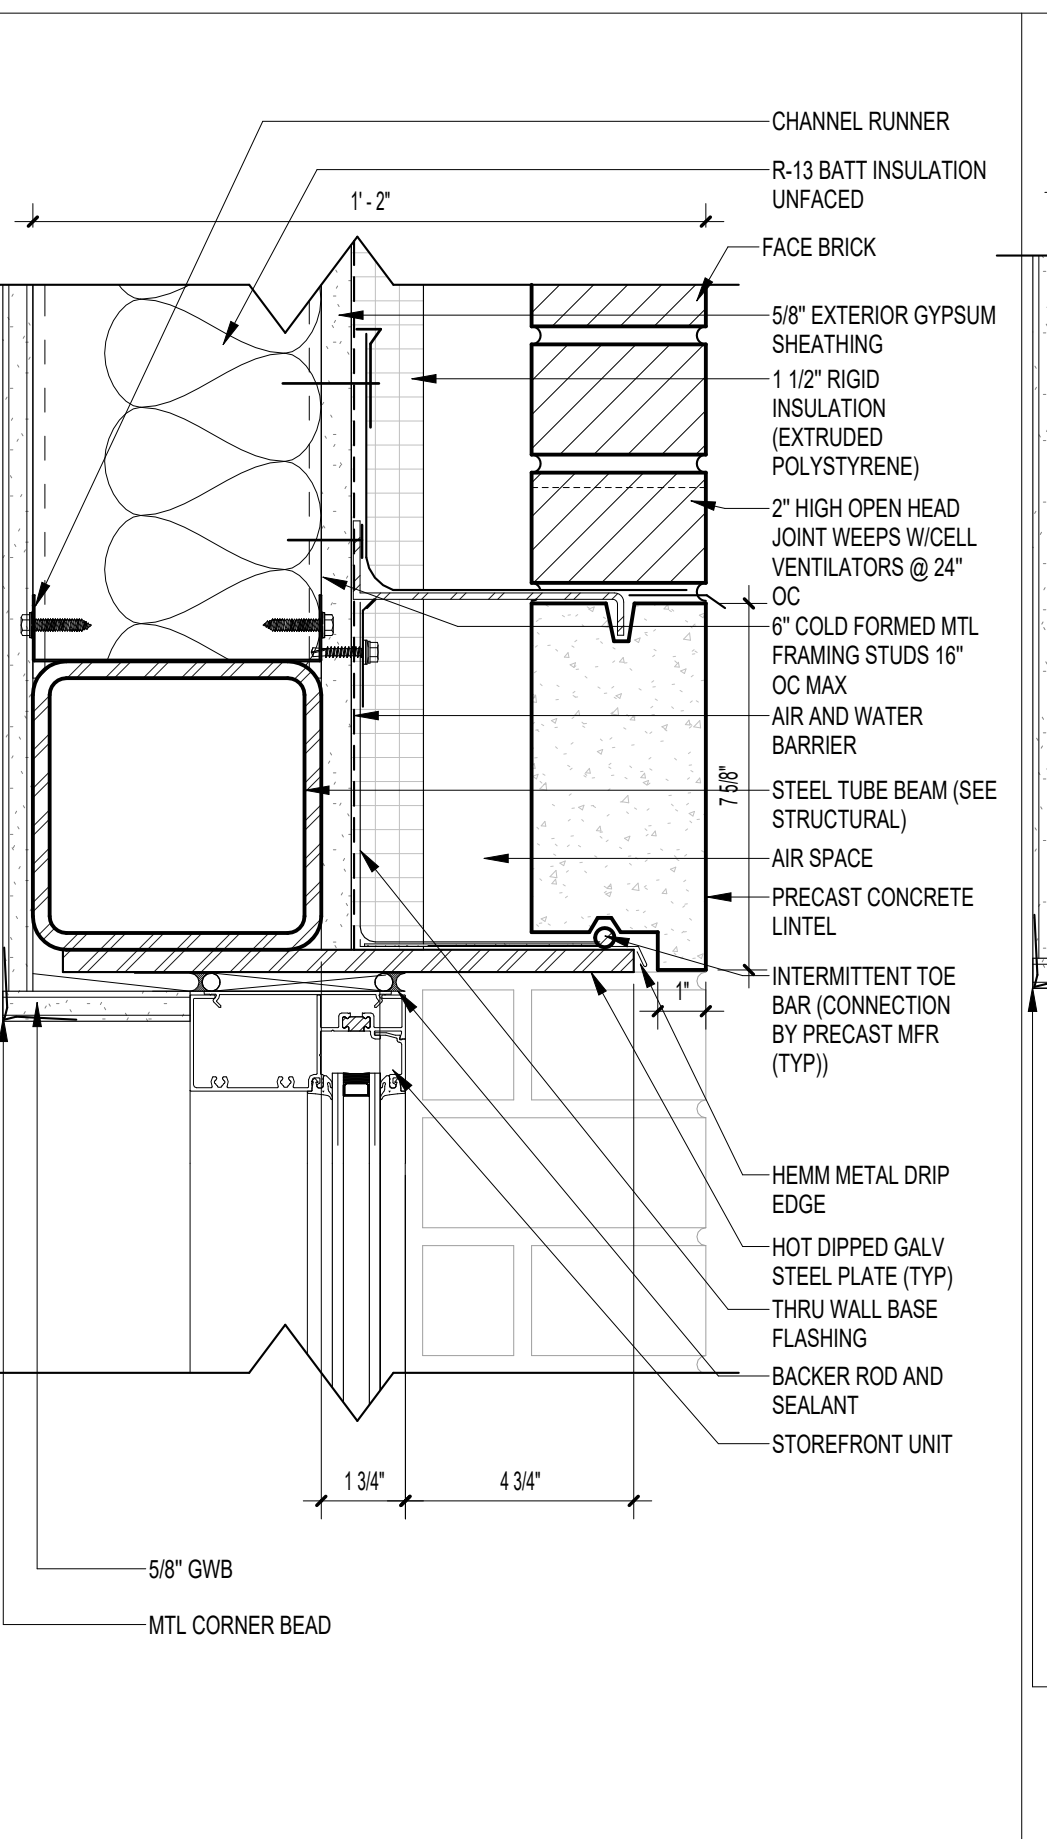 CHANNEL RUNNER
R-13 BATT INSULATION
UNFACED
1' - 2"
FACE BRICK
5/8" EXTERIOR GYPSUM
SHEATHING
1 1/2" RIGID
INSULATION
(EXTRUDED
POLYSTYRENE)
2" HIGH OPEN HEAD
JOINT WEEPS W/CELL
VENTILATORS @ 24"
OC
6" COLD FORMED MTL
FRAMING STUDS 16"
OC MAX
AIR AND WATER
BARRIER
7 5/8"
STEEL TUBE BEAM (SEE
STRUCTURAL)
AIR SPACE
PRECAST CONCRETE
LINTEL
INTERMITTENT TOE
BAR (CONNECTION
BY PRECAST MFR
(TYP))
1"
HEMM METAL DRIP
EDGE
HOT DIPPED GALV
STEEL PLATE (TYP)
THRU WALL BASE
FLASHING
BACKER ROD AND
SEALANT
STOREFRONT UNIT
1 3/4"
4 3/4"
5/8" GWB
MTL CORNER BEAD